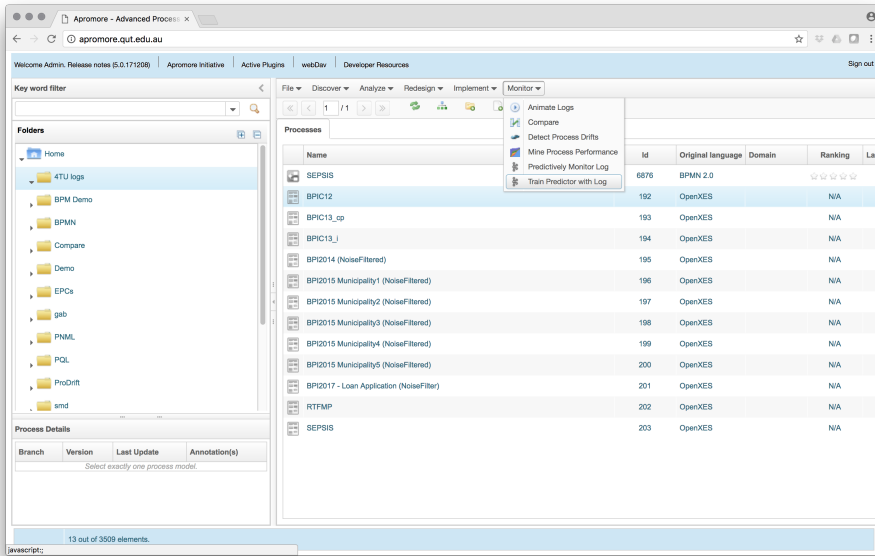 Apromore - Advanced Process
apromore.qut.edu.au
Welcome Admin. Release notes (5.0.171208) Apromore Initiative Active Plugins webDav Developer Resources Sign out
Key word filter
File Discover Analyze Redesign Implement Monitor
1 / 1
Folders
Home
4TU logs
BPM Demo
BPMN
Compare
Demo
EPCs
gab
PNML
PQL
ProDrift
smd
Process Details
Branch Version Last Update Annotation(s)
Select exactly one process model.
Animate Logs
Compare
Detect Process Drifts
Mine Process Performance
Predictively Monitor Log
Train Predictor with Log
Processes
Name Id Original language Domain Ranking La
SEPSIS 6876 BPMN 2.0
BPIC12 192 OpenXES N/A
BPIC13_cp 193 OpenXES N/A
BPIC13_i 194 OpenXES N/A
BPI2014 (NoiseFiltered) 195 OpenXES N/A
BPI2015 Municipality1 (NoiseFiltered) 196 OpenXES N/A
BPI2015 Municipality2 (NoiseFiltered) 197 OpenXES N/A
BPI2015 Municipality3 (NoiseFiltered) 198 OpenXES N/A
BPI2015 Municipality4 (NoiseFiltered) 199 OpenXES N/A
BPI2015 Municipality5 (NoiseFiltered) 200 OpenXES N/A
BPI2017 - Loan Application (NoiseFilter) 201 OpenXES N/A
RTFMP 202 OpenXES N/A
SEPSIS 203 OpenXES N/A
13 out of 3509 elements.
javascript:;